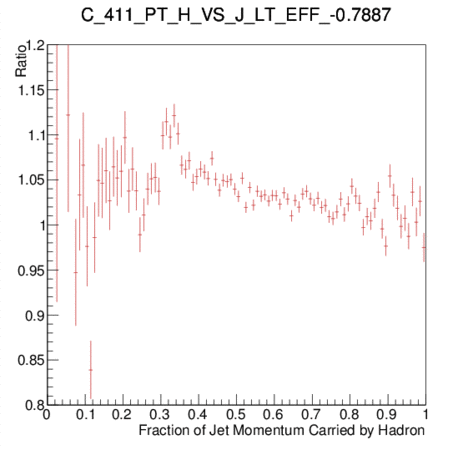 C_411_PT_H_VS_J_LT_EFF_-0.7887
Ratio
1.2
1.15
1.1
1.05
1
0.95
0.9
0.85
0.8
0 0.1 0.2 0.3 0.4 0.5 0.6 0.7 0.8 0.9 1
Fraction of Jet Momentum Carried by Hadron